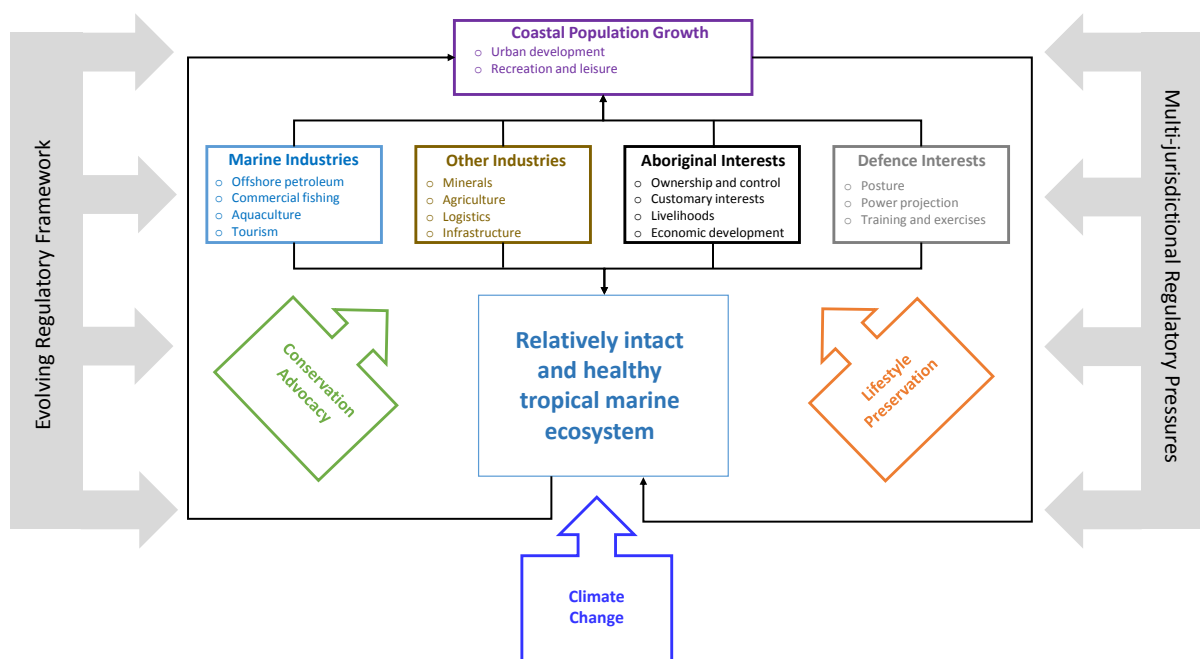 Coastal Population Growth
o Urban development
o Recreation and leisure
Evolving Regulatory Framework
Multi-jurisdictional Regulatory Pressures
Marine Industries
o Offshore petroleum
o Commercial fishing
o Aquaculture
o Tourism
Other Industries
o Minerals
o Agriculture
o Logistics
o Infrastructure
Aboriginal Interests
o Ownership and control
o Customary interests
o Livelihoods
o Economic development
Defence Interests
o Posture
o Power projection
o Training and exercises
Conservation
Advocacy
Relatively intact
and healthy
tropical marine
ecosystem
Lifestyle
Preservation
Climate
Change